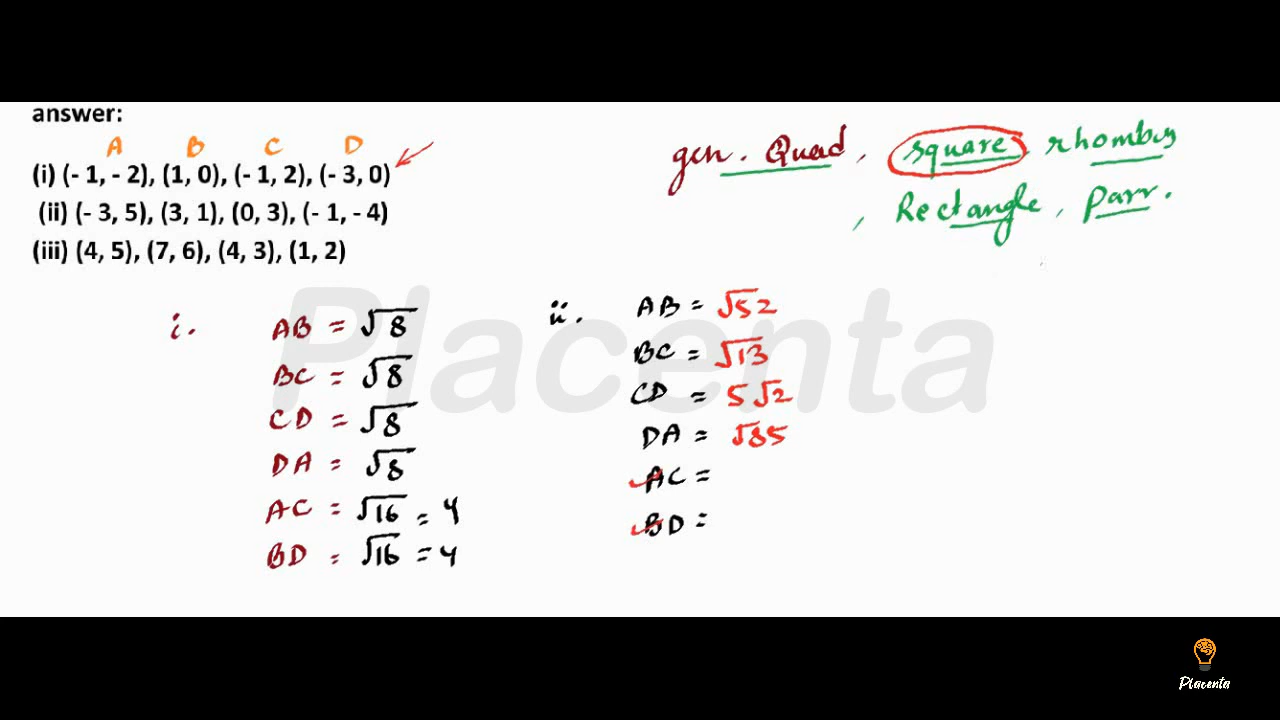 answer:
A B C D
(i) (- 1, - 2), (1, 0), (- 1, 2), (- 3, 0)
(ii) (- 3, 5), (3, 1), (0, 3), (- 1, - 4)
(iii) (4, 5), (7, 6), (4, 3), (1, 2)
gen. Quad, square, rhombus
, Rectangle, parr.
Placenta
i. AB = √8
BC = √8
CD = √8
DA = √8
AC = √16 = 4
BD = √16 = 4
ii. AB = √52
BC = √13
CD = 5√2
DA = √85
AC =
BD =
Placenta